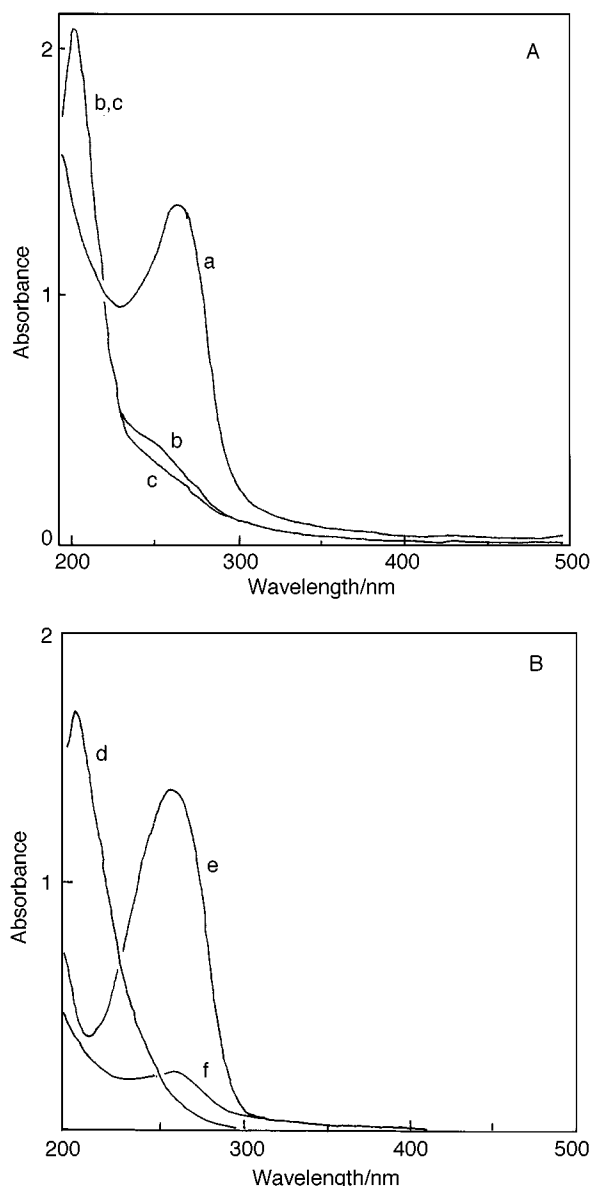 A
2
b,c
a
1
b
c
0
200
300
400
500
Wavelength/nm
Absorbance
B
2
d
e
1
f
200
300
400
500
Wavelength/nm
Absorbance